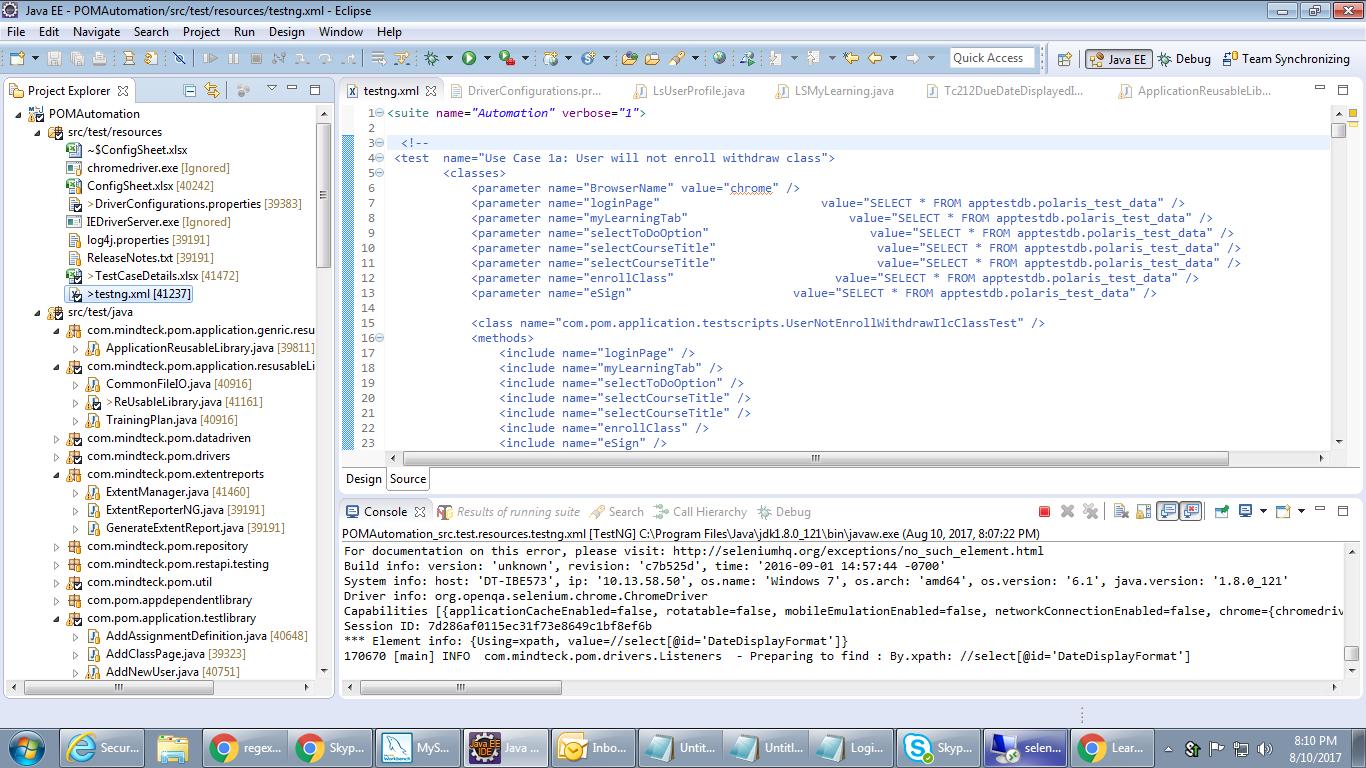 Java EE - POMAutomation/src/test/resources/testng.xml - Eclipse
File Edit Navigate Search Project Run Design Window Help
Quick Access
Java EE
Debug
Team Synchronizing
Project Explorer
POMAutomation
src/test/resources
~$ConfigSheet.xlsx
chromedriver.exe [Ignored]
ConfigSheet.xlsx [40242]
>DriverConfigurations.properties [39383]
IEDriverServer.exe [Ignored]
log4j.properties [39191]
ReleaseNotes.txt [39191]
>TestCaseDetails.xlsx [41472]
>testng.xml [41237]
src/test/java
com.mindteck.pom.application.genric.resu
ApplicationReusableLibrary.java [39811]
com.mindteck.pom.application.resusableLi
CommonFileIO.java [40916]
>ReUsableLibrary.java [41161]
TrainingPlan.java [40916]
com.mindteck.pom.datadriven
com.mindteck.pom.drivers
com.mindteck.pom.extentreports
ExtentManager.java [41460]
ExtentReporterNG.java [39191]
GenerateExtentReport.java [39191]
com.mindteck.pom.repository
com.mindteck.pom.restapi.testing
com.mindteck.pom.util
com.pom.appdependentlibrary
com.pom.application.testlibrary
AddAssignmentDefinition.java [40648]
AddClassPage.java [39323]
AddNewUser.java [40751]
testng.xml
DriverConfigurations.pr...
LsUserProfile.java
LSMyLearning.java
Tc212DueDateDisplayedI...
ApplicationReusableLib...
1 <suite name="Automation" verbose="1">
2
3 <!--
4 <test  name="Use Case 1a: User will not enroll withdraw class">
5 <classes>
6 <parameter name="BrowserName" value="chrome" />
7 <parameter name="loginPage" value="SELECT * FROM apptestdb.polaris_test_data" />
8 <parameter name="myLearningTab" value="SELECT * FROM apptestdb.polaris_test_data" />
9 <parameter name="selectToDoOption" value="SELECT * FROM apptestdb.polaris_test_data" />
10 <parameter name="selectCourseTitle" value="SELECT * FROM apptestdb.polaris_test_data" />
11 <parameter name="selectCourseTitle" value="SELECT * FROM apptestdb.polaris_test_data" />
12 <parameter name="enrollClass" value="SELECT * FROM apptestdb.polaris_test_data" />
13 <parameter name="eSign" value="SELECT * FROM apptestdb.polaris_test_data" />
14
15 <class name="com.pom.application.testscripts.UserNotEnrollWithdrawIlcClassTest" />
16 <methods>
17 <include name="loginPage" />
18 <include name="myLearningTab" />
19 <include name="selectToDoOption" />
20 <include name="selectCourseTitle" />
21 <include name="selectCourseTitle" />
22 <include name="enrollClass" />
23 <include name="eSign" />
Design Source
Console
Results of running suite
Search
Call Hierarchy
Debug
POMAutomation_src.test.resources.testng.xml [TestNG] C:\Program Files\Java\jdk1.8.0_121\bin\javaw.exe (Aug 10, 2017, 8:07:22 PM)
For documentation on this error, please visit: http://seleniumhq.org/exceptions/no_such_element.html
Build info: version: 'unknown', revision: 'c7b525d', time: '2016-09-01 14:57:44 -0700'
System info: host: 'DT-IBE573', ip: '10.13.58.50', os.name: 'Windows 7', os.arch: 'amd64', os.version: '6.1', java.version: '1.8.0_121'
Driver info: org.openqa.selenium.chrome.ChromeDriver
Capabilities [{applicationCacheEnabled=false, rotatable=false, mobileEmulationEnabled=false, networkConnectionEnabled=false, chrome={chromedriv
Session ID: 7d286af0115ec31f73e8649c1bf8ef6b
*** Element info: {Using=xpath, value=//select[@id='DateDisplayFormat']}
170670 [main] INFO  com.mindteck.pom.drivers.Listeners  - Preparing to find : By.xpath: //select[@id='DateDisplayFormat']
Secur...
regex...
Skyp...
MyS...
Java ...
Inbo...
Untit...
Untitl...
Logi...
Skyp...
selen...
Lear...
8:10 PM
8/10/2017